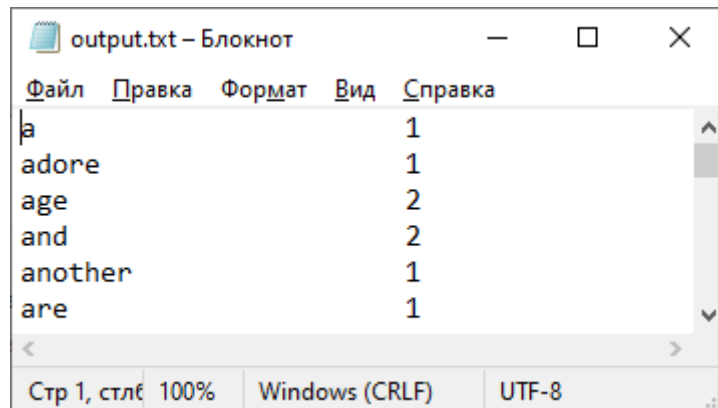 output.txt – Блокнот
Файл Правка Формат Вид Справка
a 1
adore 1
age 2
and 2
another 1
are 1
Стр 1, 100% Windows (CRLF) UTF-8